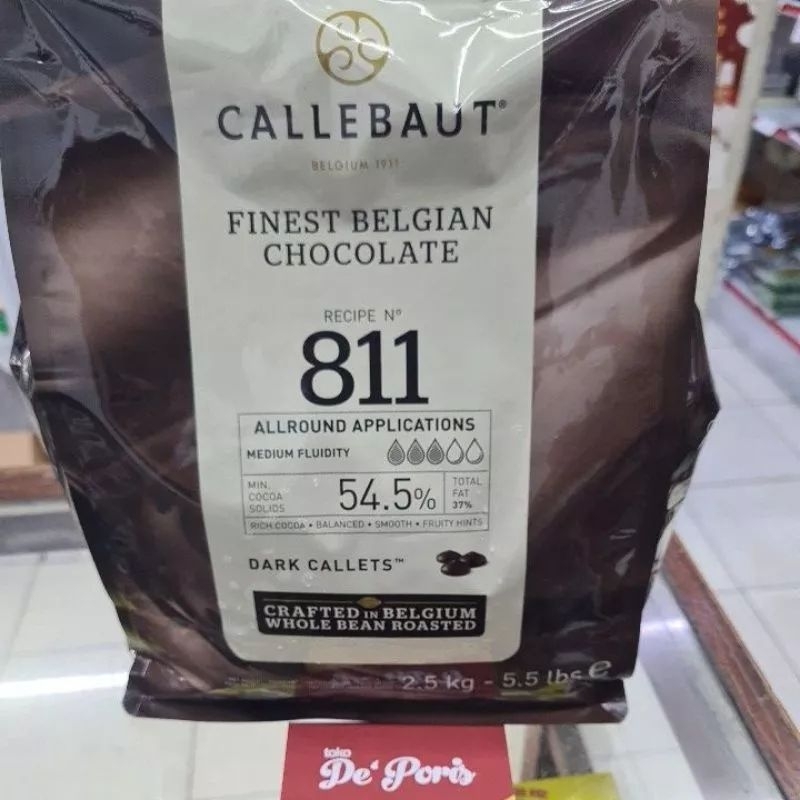 CALLEBAUT®
BELGIUM 1911
FINEST BELGIAN
CHOCOLATE
RECIPE N°
811
ALLROUND APPLICATIONS
MEDIUM FLUIDITY
MIN.
COCOA
SOLIDS
54.5%
TOTAL
FAT
37%
RICH COCOA • BALANCED • SMOOTH • FRUITY HINTS
DARK CALLETS™
CRAFTED IN BELGIUM
WHOLE BEAN ROASTED
2.5 kg - 5.5 lbs e
toko
De' Poris